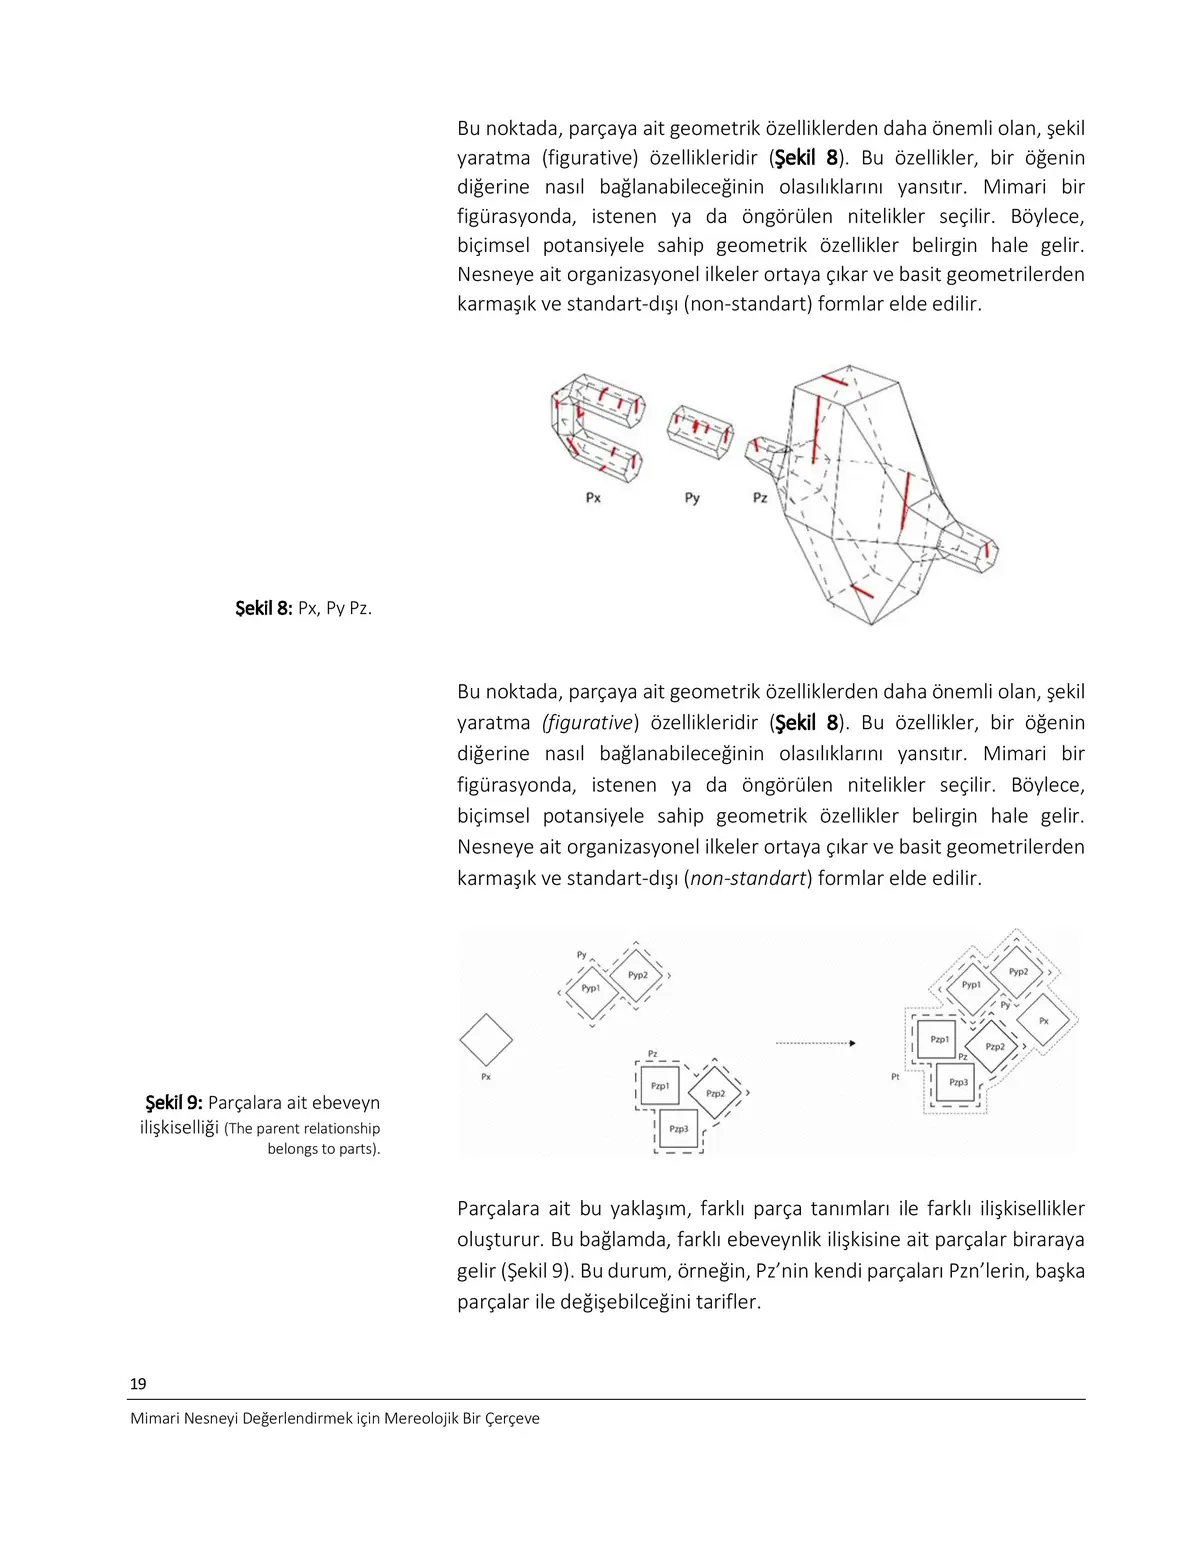 Bu noktada, parçaya ait geometrik özelliklerden daha önemli olan, şekil
yaratma (figurative) özellikleridir (Şekil 8). Bu özellikler, bir öğenin
diğerine nasıl bağlanabileceğinin olasılıklarını yansıtır. Mimari bir
figürasyonda, istenen ya da öngörülen nitelikler seçilir. Böylece,
biçimsel potansiyele sahip geometrik özellikler belirgin hale gelir.
Nesneye ait organizasyonel ilkeler ortaya çıkar ve basit geometrilerden
karmaşık ve standart-dışı (non-standart) formlar elde edilir.
Px
Py
Pz
Şekil 8: Px, Py Pz.
Bu noktada, parçaya ait geometrik özelliklerden daha önemli olan, şekil
yaratma (figurative) özellikleridir (Şekil 8). Bu özellikler, bir öğenin
diğerine nasıl bağlanabileceğinin olasılıklarını yansıtır. Mimari bir
figürasyonda, istenen ya da öngörülen nitelikler seçilir. Böylece,
biçimsel potansiyele sahip geometrik özellikler belirgin hale gelir.
Nesneye ait organizasyonel ilkeler ortaya çıkar ve basit geometrilerden
karmaşık ve standart-dışı (non-standart) formlar elde edilir.
Px
Py
Pyp1
Pyp2
Pz
Pzp1
Pzp2
Pzp3
Pyp1
Pyp2
Py
Px
Pzp1
Pz
Pzp2
Pzp3
Pt
Şekil 9: Parçalara ait ebeveyn
ilişkiselliği (The parent relationship
belongs to parts).
Parçalara ait bu yaklaşım, farklı parça tanımları ile farklı ilişkisellikler
oluşturur. Bu bağlamda, farklı ebeveynlik ilişkisine ait parçalar biraraya
gelir (Şekil 9). Bu durum, örneğin, Pz’nin kendi parçaları Pzn’lerin, başka
parçalar ile değişebilceğini tarifler.
19
Mimari Nesneyi Değerlendirmek için Mereolojik Bir Çerçeve